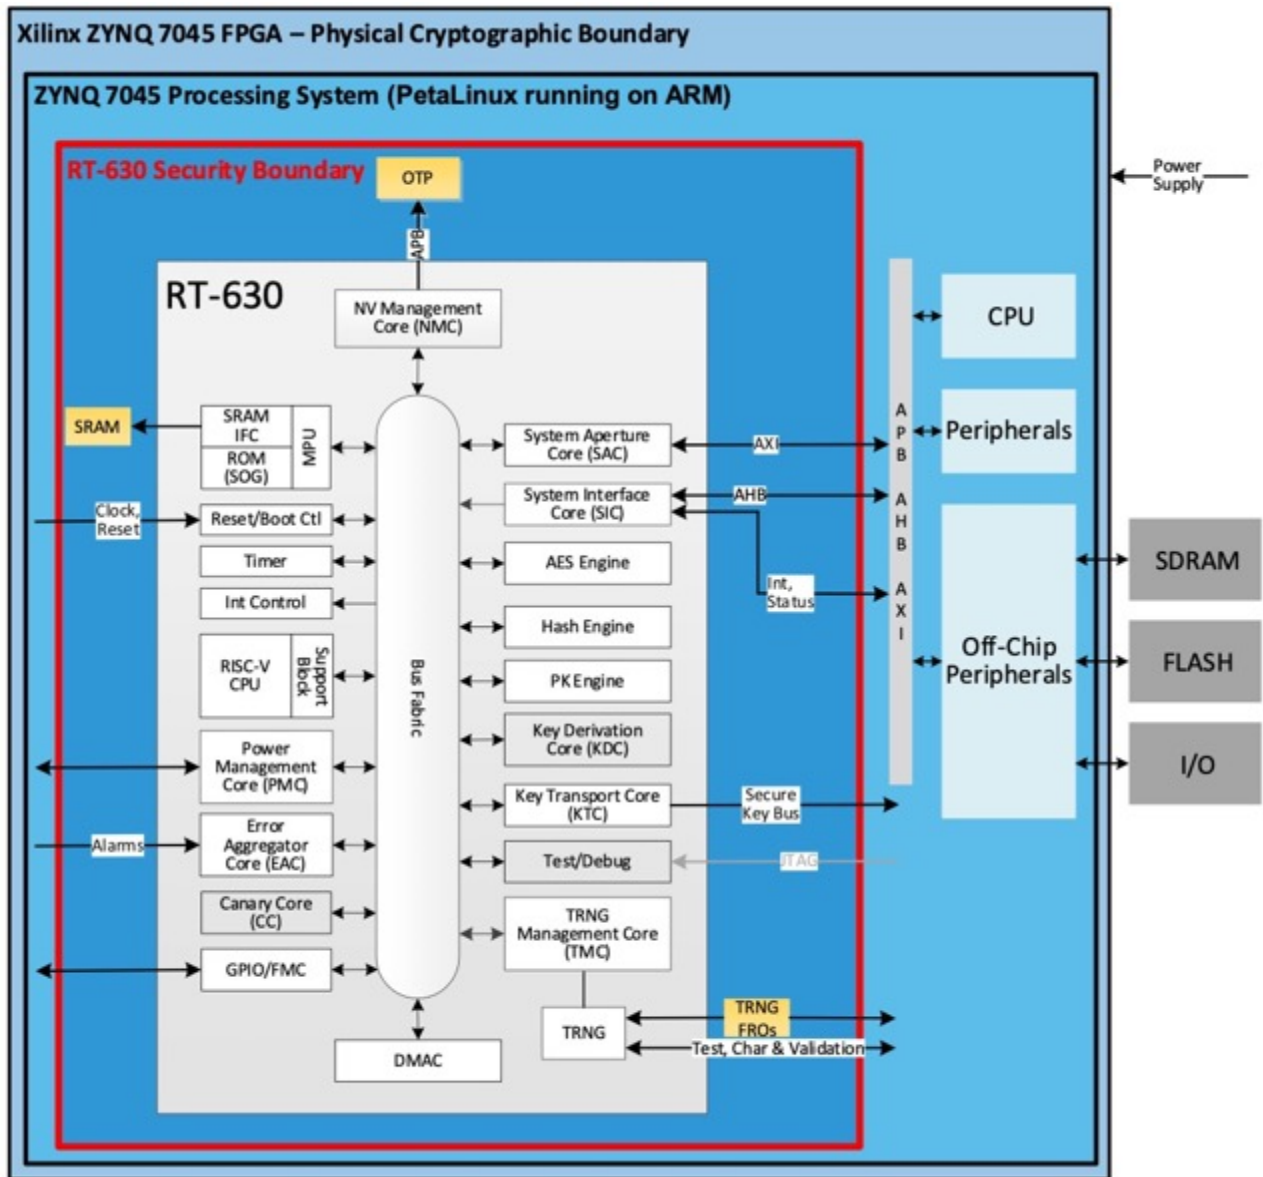 Xilinx ZYNQ 7045 FPGA – Physical Cryptographic Boundary
ZYNQ 7045 Processing System (PetaLinux running on ARM)
RT-630 Security Boundary
OTP
APB
RT-630
NV Management
Core (NMC)
SRAM
SRAM
IFC
ROM
(SOG)
MPU
Clock,
Reset
Reset/Boot Ctl
Timer
Int Control
RISC-V
CPU
Support
Block
Power
Management
Core (PMC)
Alarms
Error
Aggregator
Core (EAC)
Canary Core
(CC)
GPIO/FMC
Bus Fabric
DMAC
System Aperture
Core (SAC)
AXI
System Interface
Core (SIC)
AHB
Int,
Status
AES Engine
Hash Engine
PK Engine
Key Derivation
Core (KDC)
Key Transport Core
(KTC)
Secure
Key Bus
Test/Debug
JTAG
TRNG
Management Core
(TMC)
TRNG
TRNG
FROs
Test, Char & Validation
APB AHB AXI
CPU
Peripherals
Off-Chip
Peripherals
Power
Supply
SDRAM
FLASH
I/O